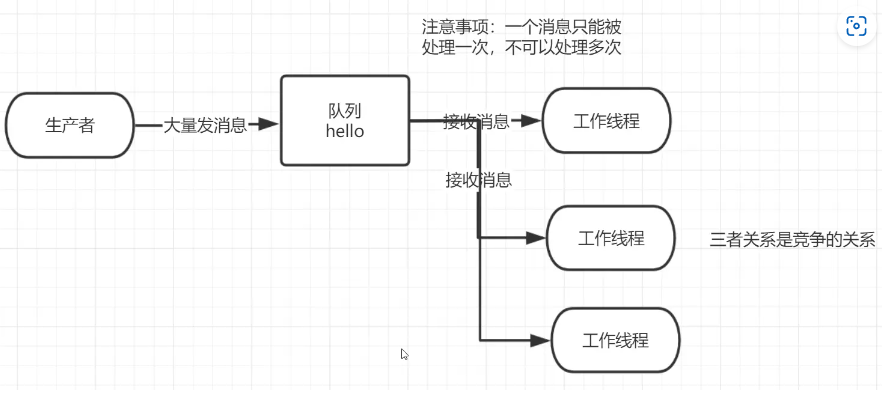 注意事项：一个消息只能被
处理一次，不可以处理多次
生产者
大量发消息
队列
hello
接收消息
工作线程
接收消息
工作线程
三者关系是竞争的关系
工作线程